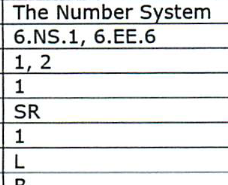 The Number System
6.NS.1, 6.EE.6
1, 2
1
SR
1
L